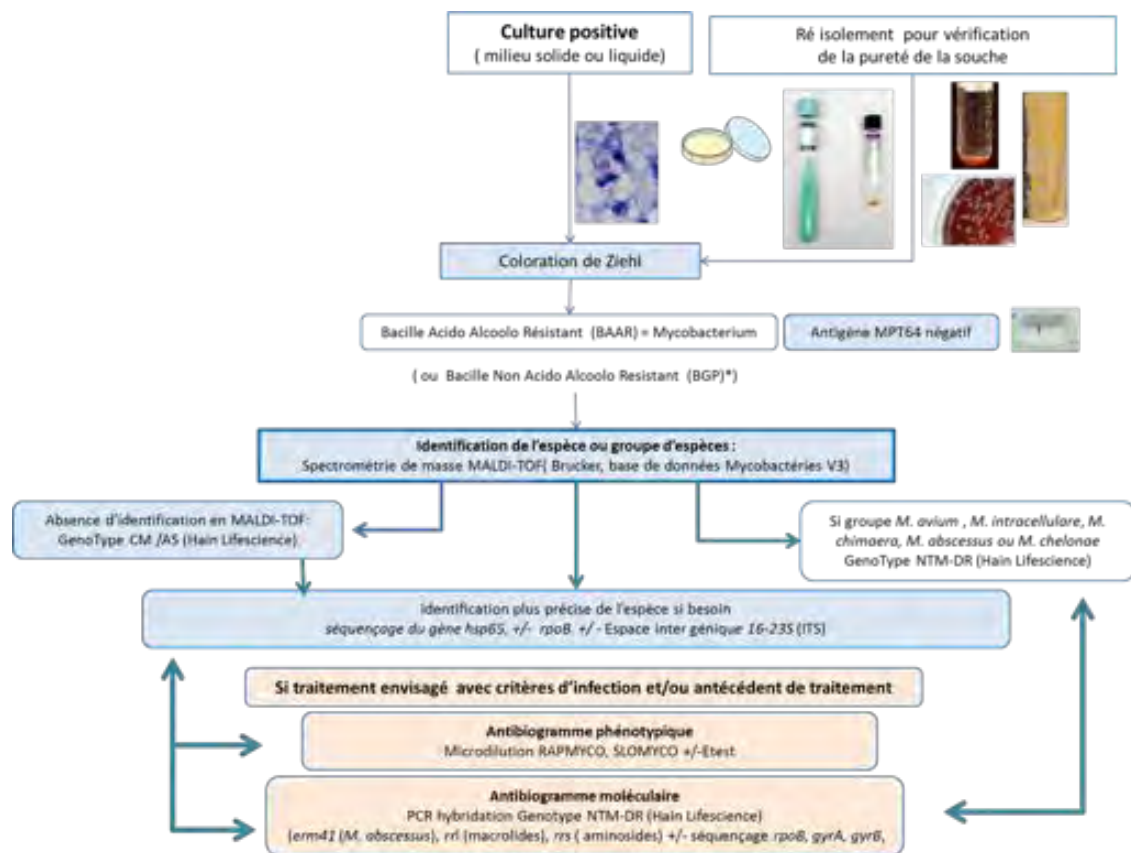 Culture positive
( milieu solide ou liquide)
Ré isolement pour vérification
de la pureté de la souche
Coloration de Ziehl
Bacille Acido Alcoolo Résistant (BAAR) = Mycobacterium
Antigène MPT64 négatif
( ou Bacille Non Acido Alcoolo Resistant (BGP)*)
Identification de l'espèce ou groupe d'espèces :
Spectrométrie de masse MALDI-TOF( Brucker, base de données Mycobactéries V3)
Absence d'identification en MALDI-TOF:
GenoType CM /AS (Hain Lifescience)
Si groupe M. avium , M. intracellulare, M.
chimaera, M. abscessus ou M. chelonae
GenoType NTM-DR (Hain Lifescience)
Identification plus précise de l'espèce si besoin
séquençage du gène hsp65, +/- rpoB, +/ - Espace inter génique 16-23S (ITS)
Si traitement envisagé avec critères d'infection et/ou antécédent de traitement
Antibiogramme phénotypique
Microdilution RAPMYCO, SLOMYCO +/-Etest
Antibiogramme moléculaire
PCR hybridation Genotype NTM-DR (Hain Lifescience)
(erm41 (M. abscessus), rrl (macrolides), rrs ( aminosides) +/- séquençage rpoB, gyrA, gyrB,